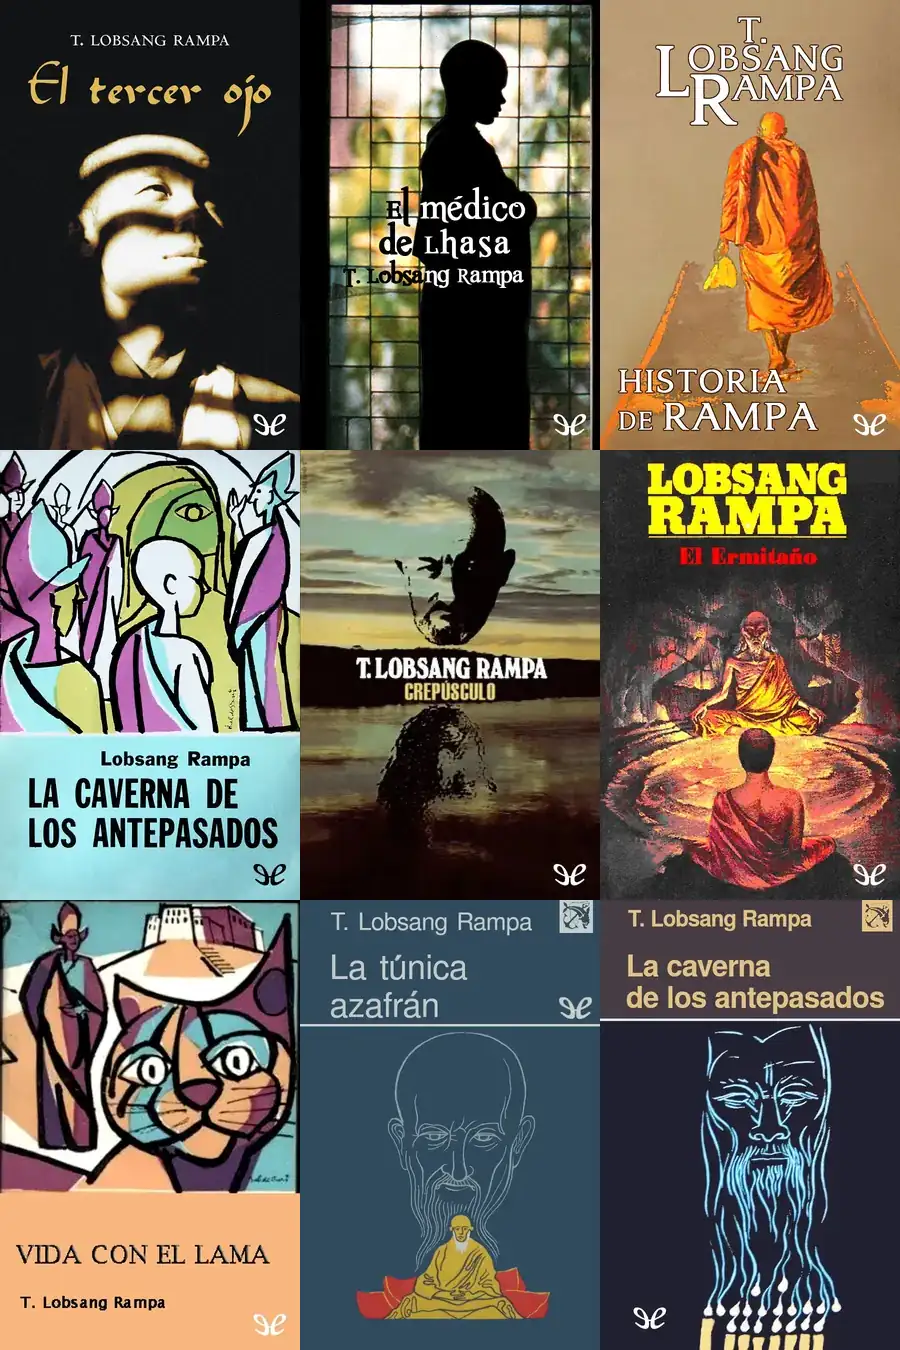 T. LOBSANG RAMPA
El tercer ojo
El médico
de Lhasa
T. Lobsang Rampa
T.
LOBSANG
RAMPA
HISTORIA
DE RAMPA
Lobsang Rampa
LA CAVERNA DE
LOS ANTEPASADOS
T. LOBSANG RAMPA
CREPÚSCULO
LOBSANG
RAMPA
El Ermitaño
VIDA CON EL LAMA
T. Lobsang Rampa
T. Lobsang Rampa
La túnica
azafrán
T. Lobsang Rampa
La caverna
de los antepasados